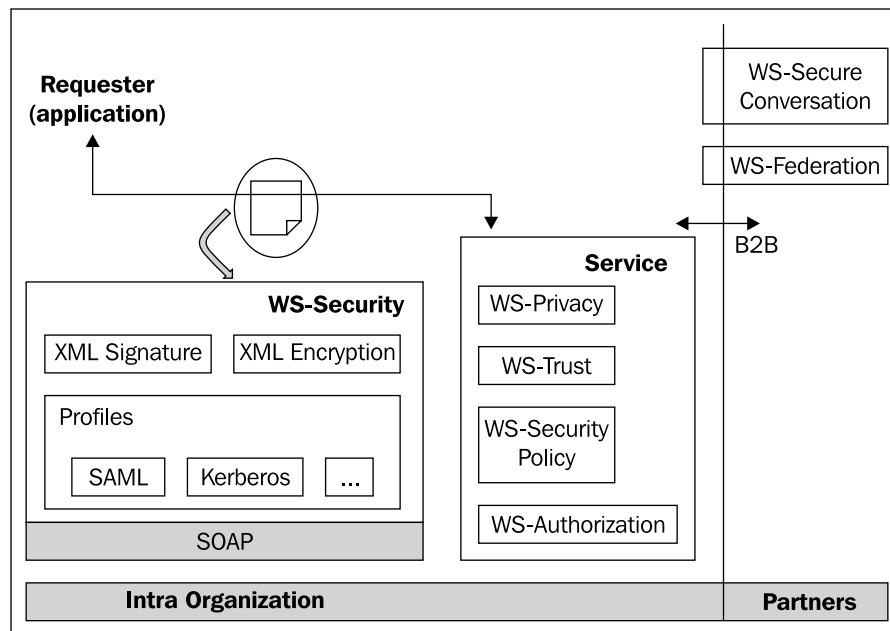 Requester
(application)
WS-Secure
Conversation
WS-Federation
B2B
WS-Security
XML Signature
XML Encryption
Profiles
SAML
Kerberos
...
SOAP
Service
WS-Privacy
WS-Trust
WS-Security
Policy
WS-Authorization
Intra Organization
Partners